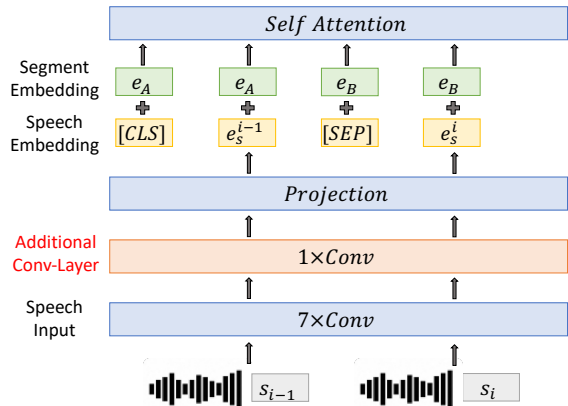 Self Attention
Segment
Embedding
e_A e_A e_B e_B
Speech
Embedding
[CLS] e_s^{i-1} [SEP] e_s^i
Projection
Additional
Conv-Layer
1×Conv
Speech
Input
7×Conv
s_{i-1} s_i